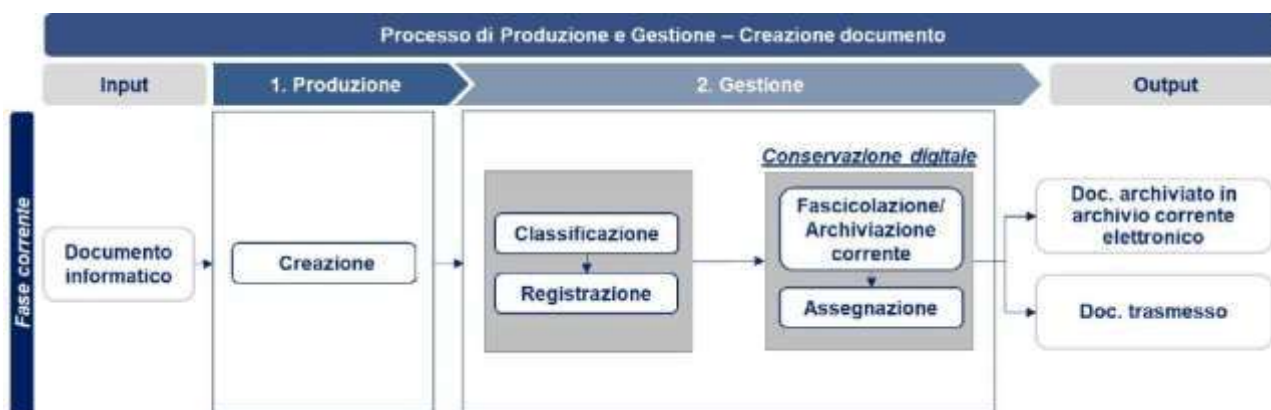 Processo di Produzione e Gestione – Creazione documento
Input
1. Produzione
2. Gestione
Output
Fase corrente
Documento
informatico
Creazione
Classificazione
Registrazione
Conservazione digitale
Fascicolazione/
Archiviazione
corrente
Assegnazione
Doc. archiviato in
archivio corrente
elettronico
Doc. trasmesso